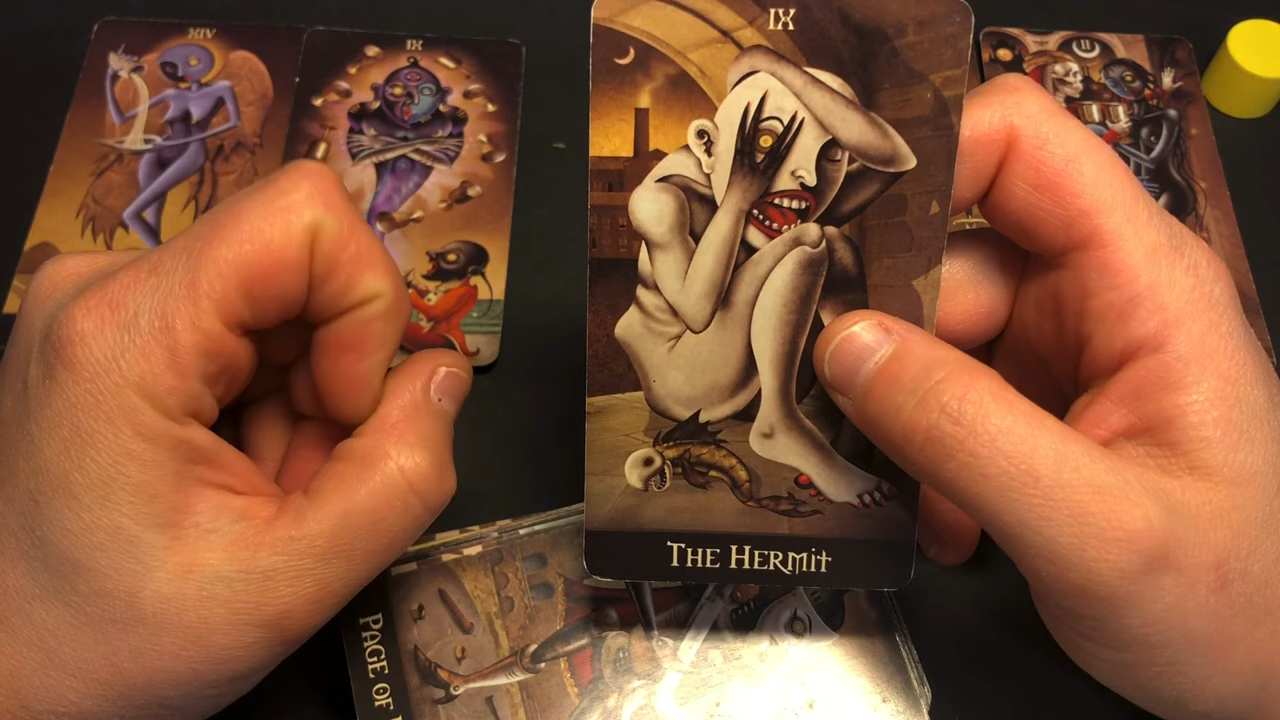 XIV
IX
IX
II
THE HERMIT
PAGE OF